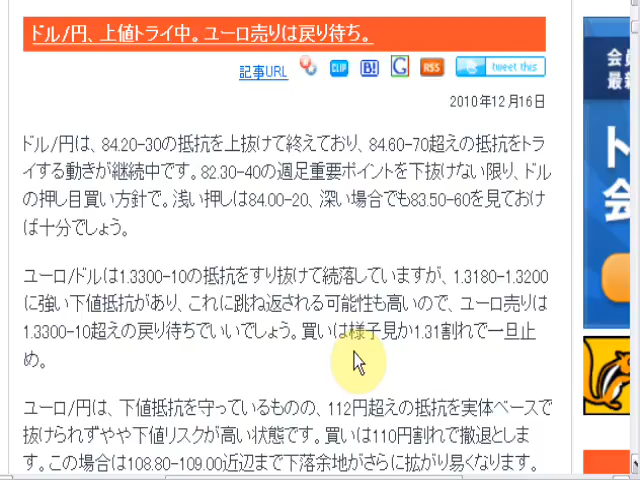 ドル/円、上値トライ中。ユーロ売りは戻り待ち。
記事URL CLIP B! G RSS tweet this
2010年12月16日
ドル/円は、84.20-30の抵抗を上抜けて終えており、84.60-70超えの抵抗をトラ
イする動きが継続中です。82.30-40の週足重要ポイントを下抜けない限り、ドル
の押し目買い方針で。浅い押しは84.00-20、深い場合でも83.50-60を見ておけ
ば十分でしょう。
ユーロ/ドルは1.3300-10の抵抗をすり抜けて続落していますが、1.3180-1.3200
に強い下値抵抗があり、これに跳ね返される可能性も高いので、ユーロ売りは
1.3300-10超えの戻り待ちでいいでしょう。買いは様子見か1.31割れで一旦止
め。
ユーロ/円は、下値抵抗を守っているものの、112円超えの抵抗を実体ベースで
抜けられずやや下値リスクが高い状態です。買いは110円割れで撤退としま
す。この場合は108.80-109.00近辺まで下落余地がさらに拡がり易くなります。
会員
最新